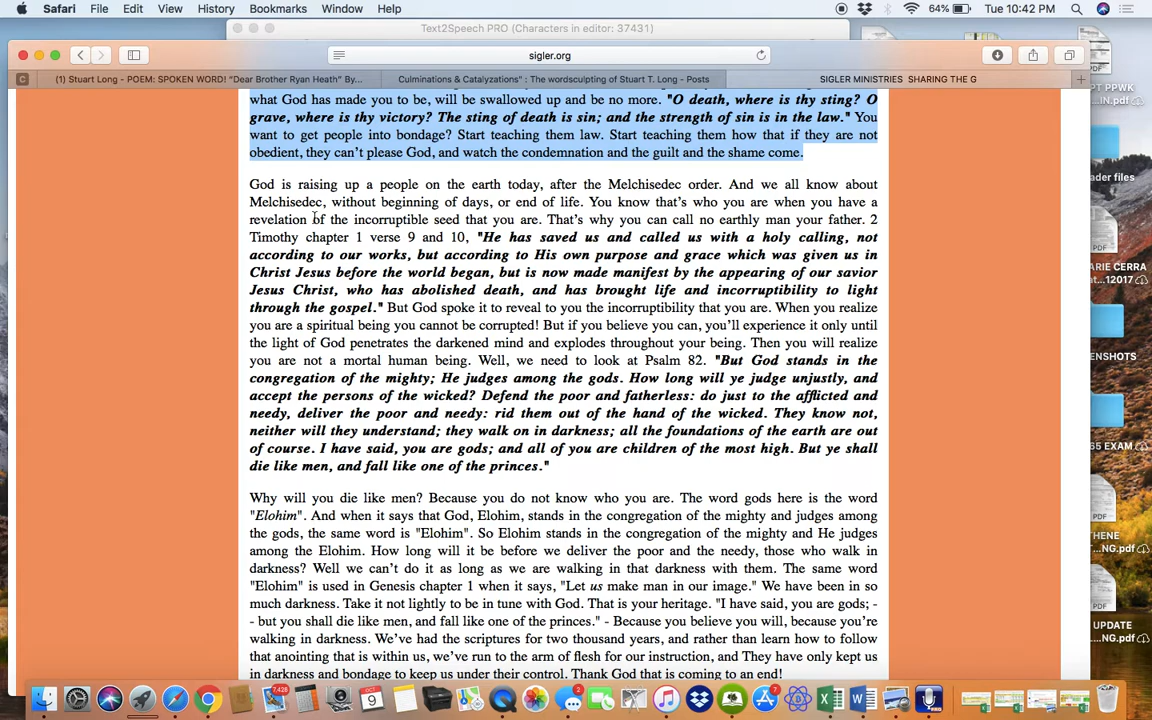 Safari File Edit View History Bookmarks Window Help 64% Tue 10:42 PM
Text2Speech PRO (Characters in editor: 37431)
sigler.org
C (1) Stuart Long - POEM: SPOKEN WORD! “Dear Brother Ryan Heath” By... Culminations & Catalyzations" : The wordsculpting of Stuart T. Long - Posts SIGLER MINISTRIES SHARING THE G
what God has made you to be, will be swallowed up and be no more. "O death, where is thy sting? O
grave, where is thy victory? The sting of death is sin; and the strength of sin is in the law." You
want to get people into bondage? Start teaching them law. Start teaching them how that if they are not
obedient, they can’t please God, and watch the condemnation and the guilt and the shame come.
God is raising up a people on the earth today, after the Melchisedec order. And we all know about
Melchisedec, without beginning of days, or end of life. You know that’s who you are when you have a
revelation of the incorruptible seed that you are. That’s why you can call no earthly man your father. 2
Timothy chapter 1 verse 9 and 10, "He has saved us and called us with a holy calling, not
according to our works, but according to His own purpose and grace which was given us in
Christ Jesus before the world began, but is now made manifest by the appearing of our savior
Jesus Christ, who has abolished death, and has brought life and incorruptibility to light
through the gospel." But God spoke it to reveal to you the incorruptibility that you are. When you realize
you are a spiritual being you cannot be corrupted! But if you believe you can, you’ll experience it only until
the light of God penetrates the darkened mind and explodes throughout your being. Then you will realize
you are not a mortal human being. Well, we need to look at Psalm 82. "But God stands in the
congregation of the mighty; He judges among the gods. How long will ye judge unjustly, and
accept the persons of the wicked? Defend the poor and fatherless: do just to the afflicted and
needy, deliver the poor and needy: rid them out of the hand of the wicked. They know not,
neither will they understand; they walk on in darkness; all the foundations of the earth are out
of course. I have said, you are gods; and all of you are children of the most high. But ye shall
die like men, and fall like one of the princes."
Why will you die like men? Because you do not know who you are. The word gods here is the word
"Elohim". And when it says that God, Elohim, stands in the congregation of the mighty and judges among
the gods, the same word is "Elohim". So Elohim stands in the congregation of the mighty and He judges
among the Elohim. How long will it be before we deliver the poor and the needy, those who walk in
darkness? Well we can’t do it as long as we are walking in that darkness with them. The same word
"Elohim" is used in Genesis chapter 1 when it says, "Let us make man in our image." We have been in so
much darkness. Take it not lightly to be in tune with God. That is your heritage. "I have said, you are gods; -
- but you shall die like men, and fall like one of the princes." - Because you believe you will, because you’re
walking in darkness. We’ve had the scriptures for two thousand years, and rather than learn how to follow
that anointing that is within us, we’ve run to the arm of flesh for our instruction, and They have only kept us
in darkness and bondage to keep us under their control. Thank God that is coming to an end!
PT PPWK
IN.pdf
ader files
ARIE CERRA
t...12017
ENSHOTS
65 EXAM
THENE
NG.pdf
UPDATE
NG.pdf
7,428
OCT
9
2
7